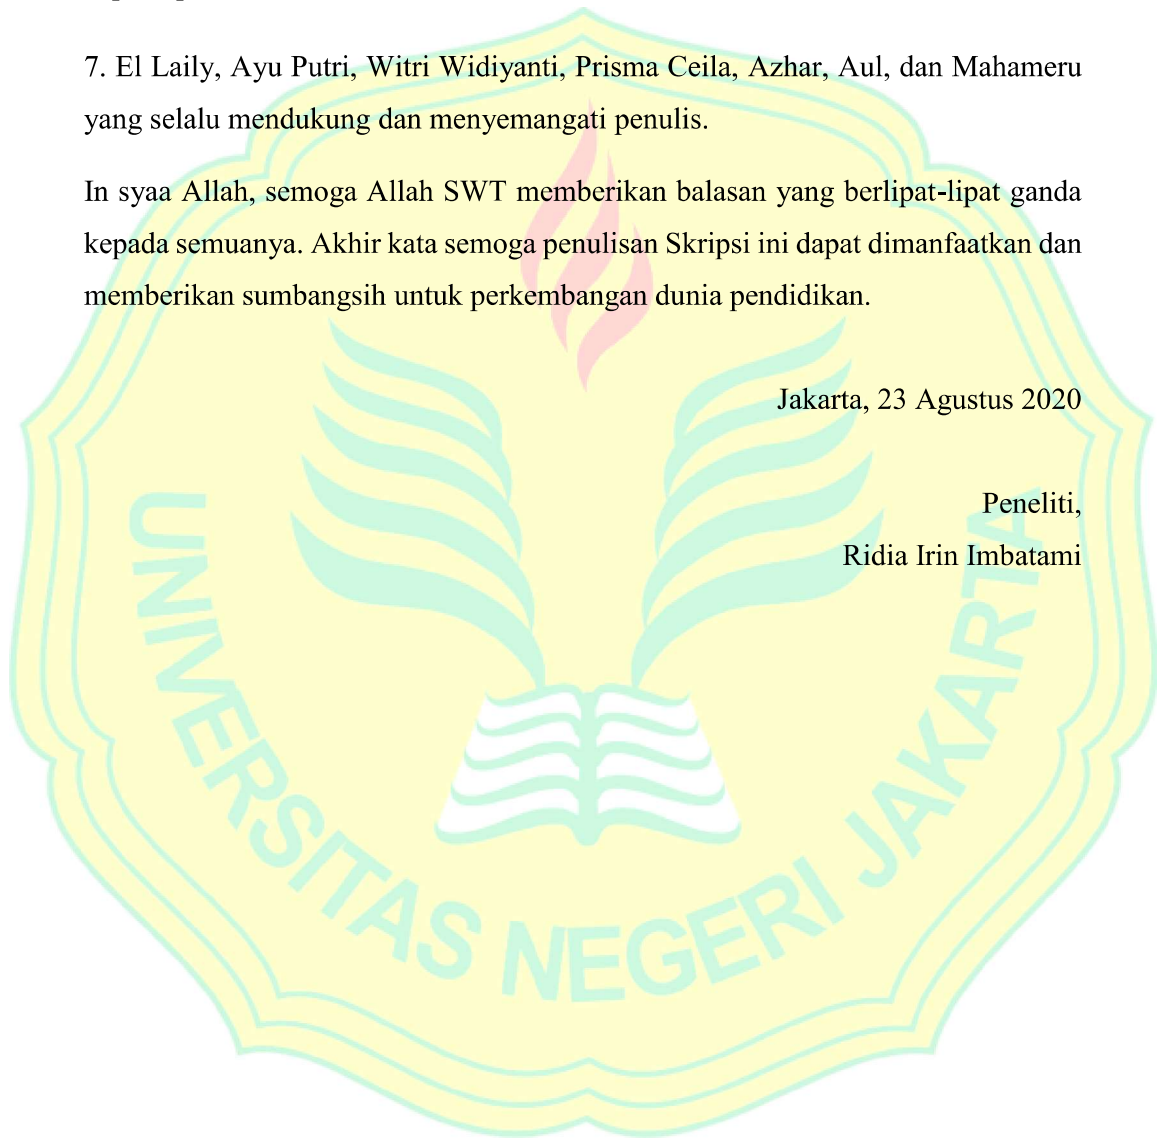 7. El Laily, Ayu Putri, Witri Widiyanti, Prisma Ceila, Azhar, Aul, dan Mahameru
yang selalu mendukung dan menyemangati penulis.
In syaa Allah, semoga Allah SWT memberikan balasan yang berlipat-lipat ganda
kepada semuanya. Akhir kata semoga penulisan Skripsi ini dapat dimanfaatkan dan
memberikan sumbangsih untuk perkembangan dunia pendidikan.
Jakarta, 23 Agustus 2020
Peneliti,
Ridia Irin Imbatami
UNIVERSITAS NEGERI JAKARTA